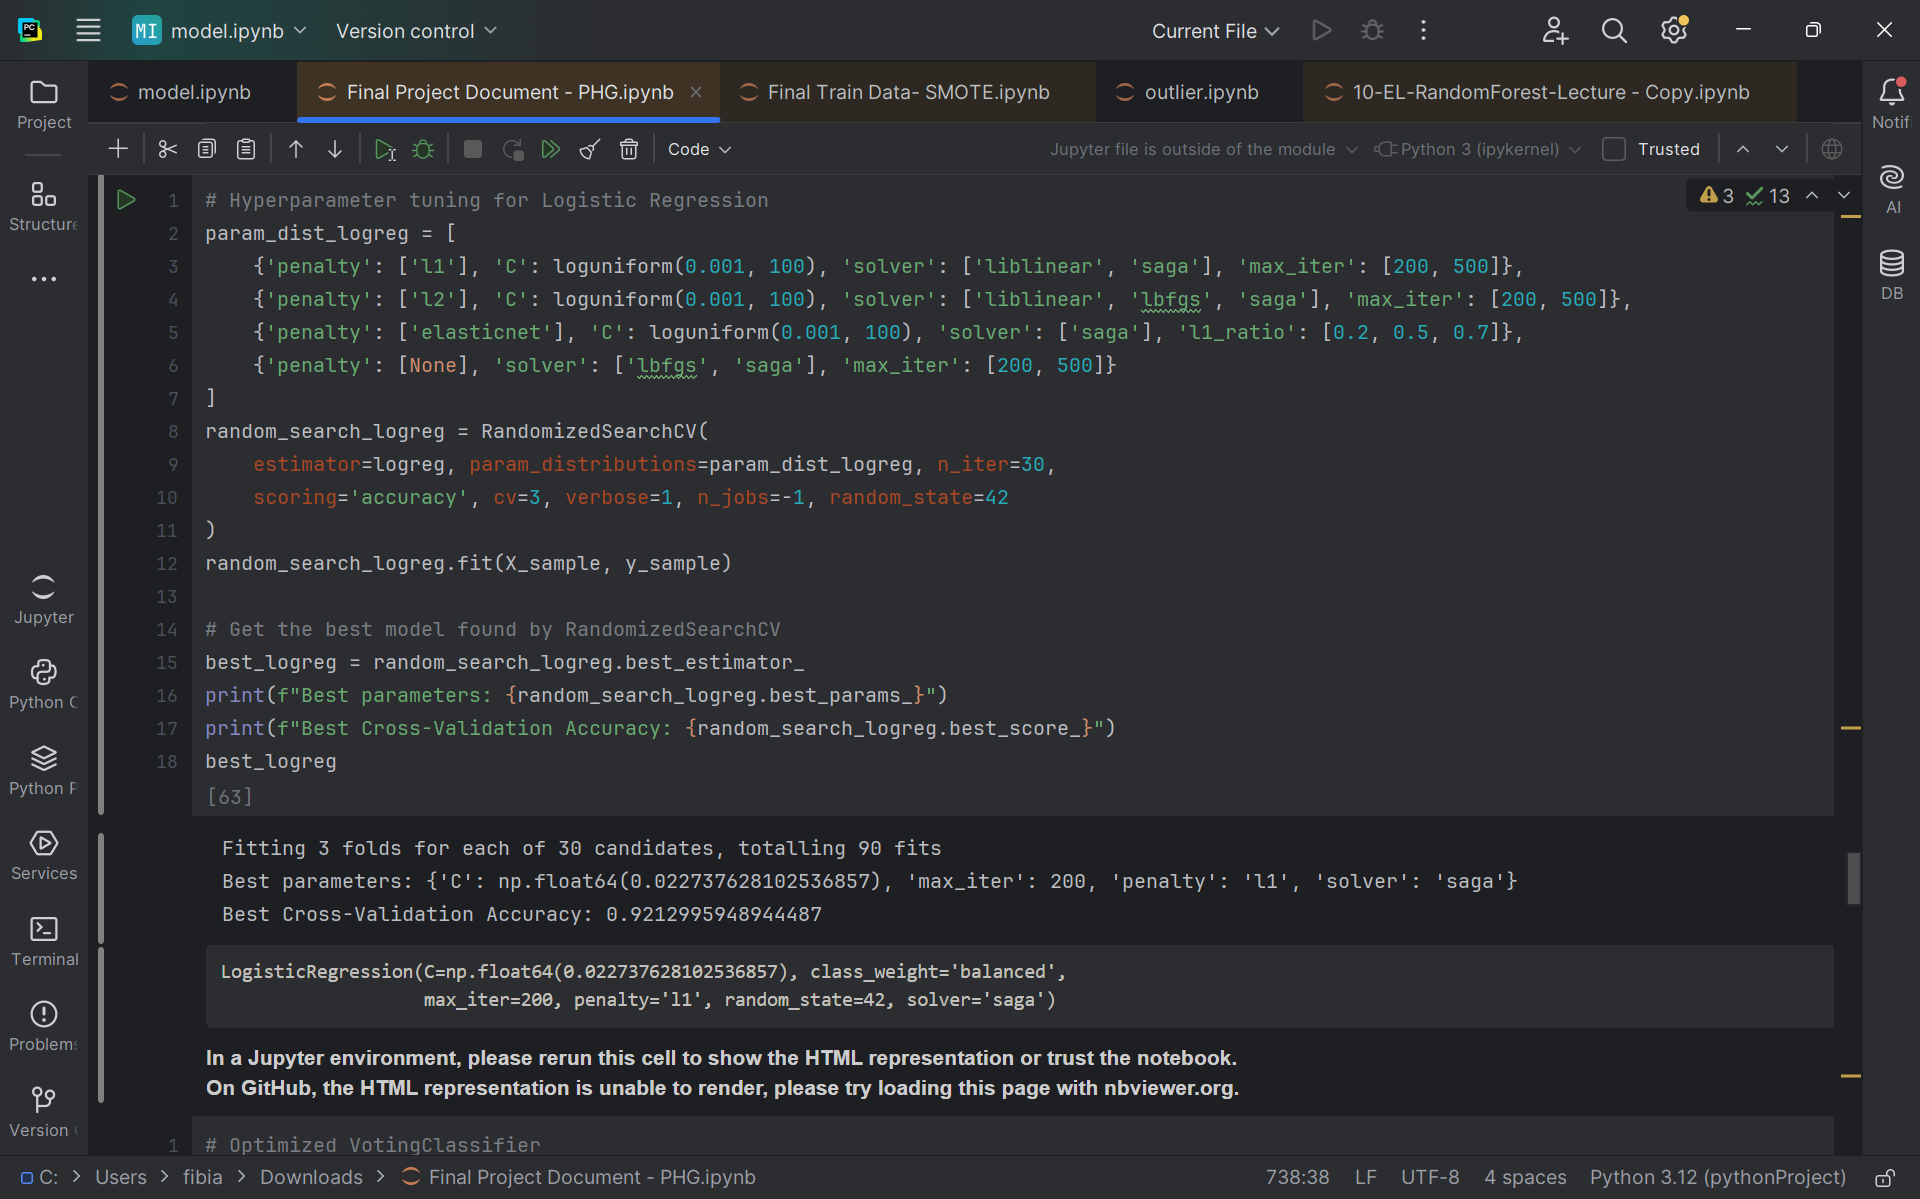 PC MI model.ipynb Version control Current File
Project
Structure
Jupyter
Python
Python
Services
Terminal
Problems
Version
model.ipynb Final Project Document - PHG.ipynb Final Train Data- SMOTE.ipynb outlier.ipynb 10-EL-RandomForest-Lecture - Copy.ipynb
Code Jupyter file is outside of the module Python 3 (ipykernel) Trusted
3 13
1 # Hyperparameter tuning for Logistic Regression
2 param_dist_logreg = [
3     {'penalty': ['l1'], 'C': loguniform(0.001, 100), 'solver': ['liblinear', 'saga'], 'max_iter': [200, 500]},
4     {'penalty': ['l2'], 'C': loguniform(0.001, 100), 'solver': ['liblinear', 'lbfgs', 'saga'], 'max_iter': [200, 500]},
5     {'penalty': ['elasticnet'], 'C': loguniform(0.001, 100), 'solver': ['saga'], 'l1_ratio': [0.2, 0.5, 0.7]},
6     {'penalty': [None], 'solver': ['lbfgs', 'saga'], 'max_iter': [200, 500]}
7 ]
8 random_search_logreg = RandomizedSearchCV(
9     estimator=logreg, param_distributions=param_dist_logreg, n_iter=30,
10     scoring='accuracy', cv=3, verbose=1, n_jobs=-1, random_state=42
11 )
12 random_search_logreg.fit(X_sample, y_sample)
13
14 # Get the best model found by RandomizedSearchCV
15 best_logreg = random_search_logreg.best_estimator_
16 print(f"Best parameters: {random_search_logreg.best_params_}")
17 print(f"Best Cross-Validation Accuracy: {random_search_logreg.best_score_}")
18 best_logreg
[63]
Fitting 3 folds for each of 30 candidates, totalling 90 fits
Best parameters: {'C': np.float64(0.022737628102536857), 'max_iter': 200, 'penalty': 'l1', 'solver': 'saga'}
Best Cross-Validation Accuracy: 0.9212995948944487
LogisticRegression(C=np.float64(0.022737628102536857), class_weight='balanced',
max_iter=200, penalty='l1', random_state=42, solver='saga')
In a Jupyter environment, please rerun this cell to show the HTML representation or trust the notebook.
On GitHub, the HTML representation is unable to render, please try loading this page with nbviewer.org.
1 # Optimized VotingClassifier
Notifi
AI
DB
C: > Users > fibia > Downloads > Final Project Document - PHG.ipynb 738:38 LF UTF-8 4 spaces Python 3.12 (pythonProject)